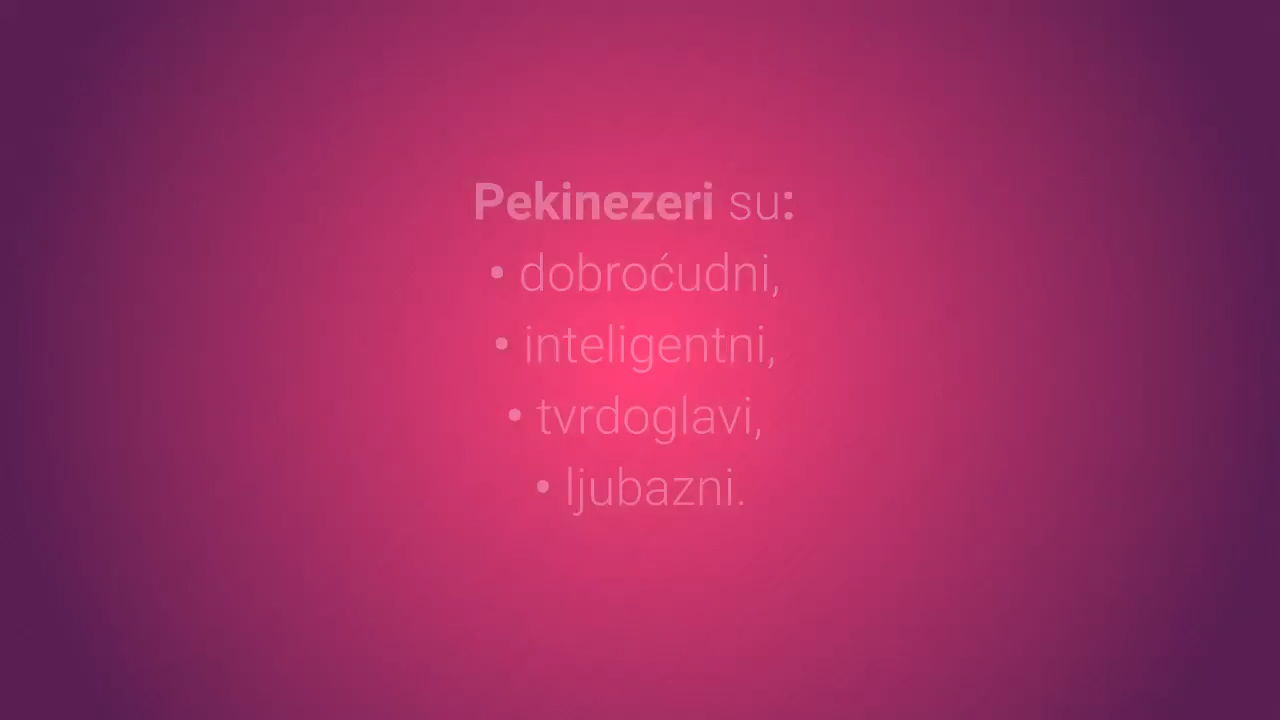 Pekinezeri su:
• dobroćudni,
• inteligentni,
• tvrdoglavi,
• ljubazni.